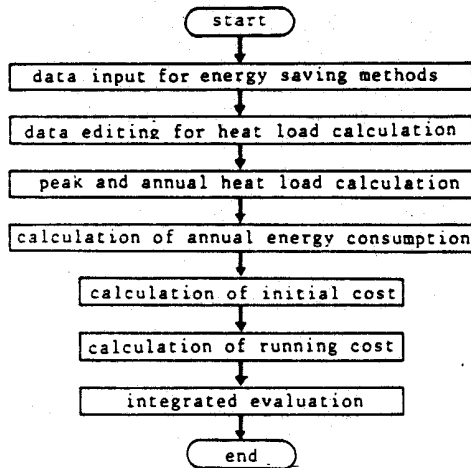 start
data input for energy saving methods
data editing for heat load calculation
peak and annual heat load calculation
calculation of annual energy consumption
calculation of initial cost
calculation of running cost
integrated evaluation
end